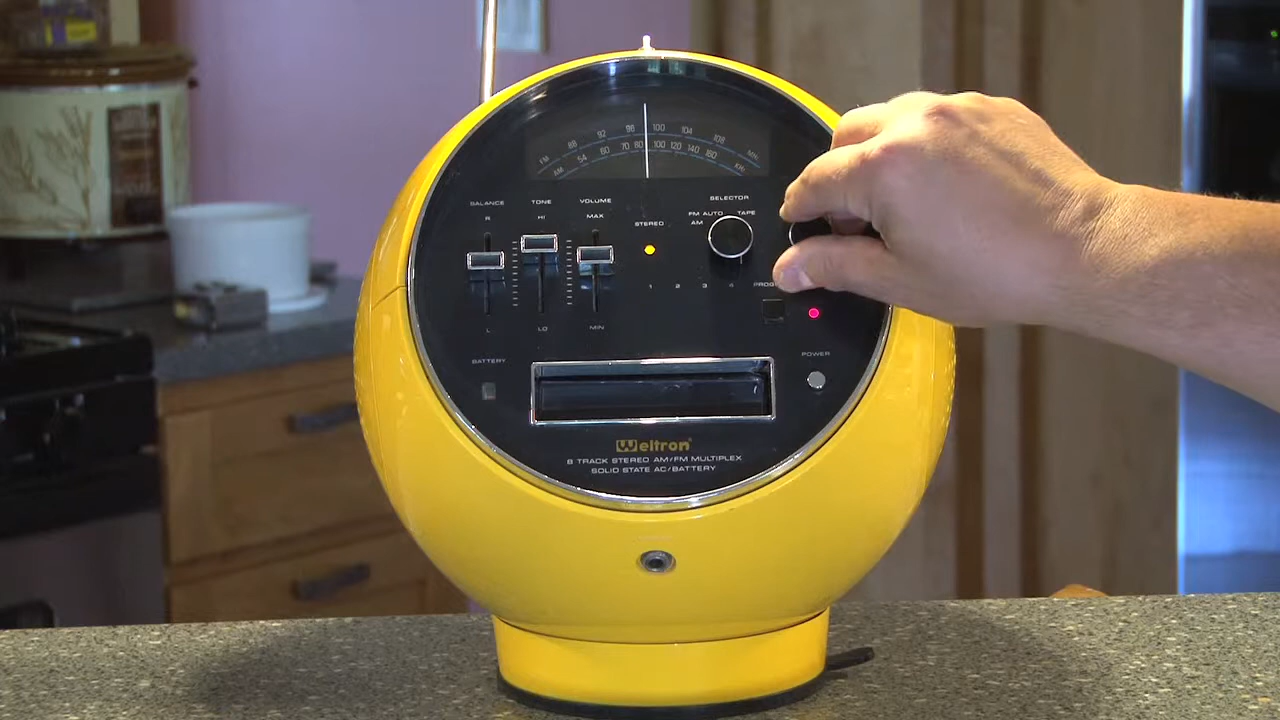 FM 88 92 96 100 104 108 MHz
AM 54 60 70 80 100 120 140 160 KHz
SELECTOR
BALANCE TONE VOLUME
R HI MAX
FM AUTO TAPE
AM
STEREO
1 2 3 4
L LO MIN
POWER
BATTERY
Weltron
8 TRACK STEREO AM/FM MULTIPLEX
SOLID STATE AC/BATTERY